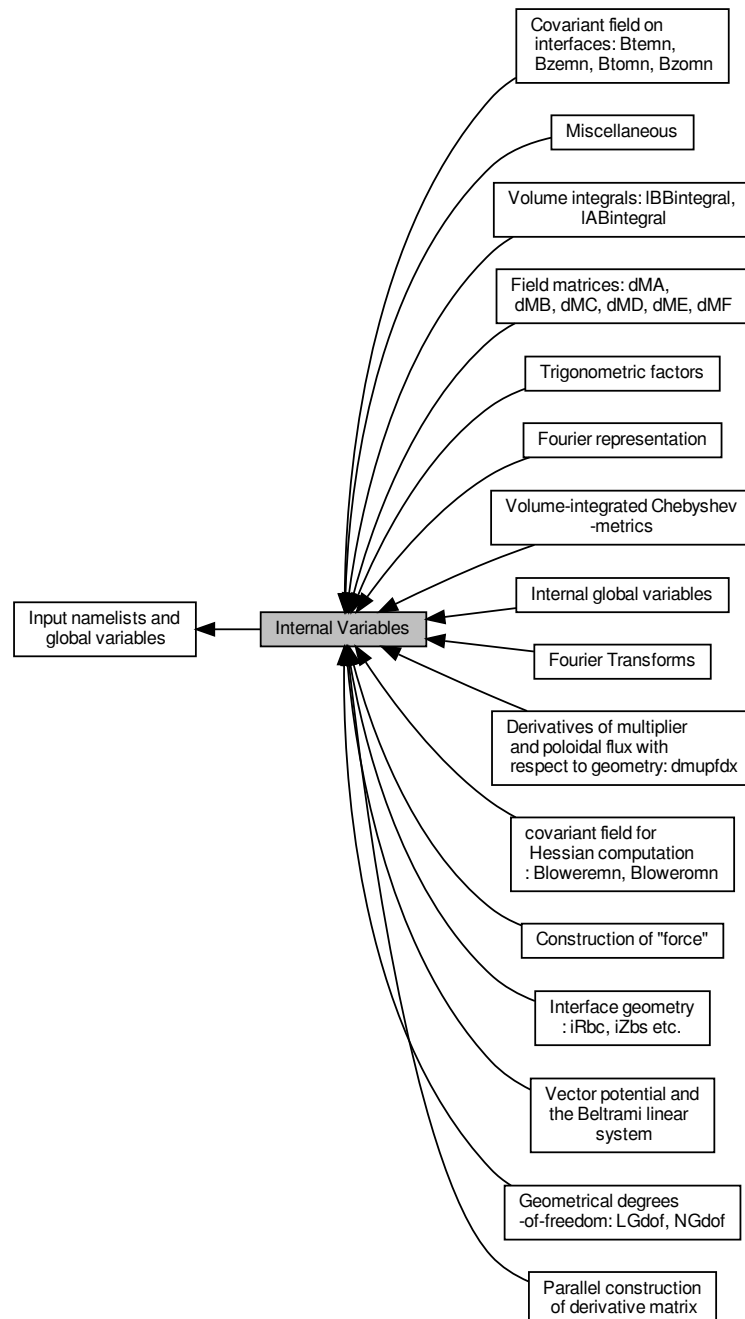 Covariant field on
interfaces: Btemn,
Bzemn, Btomn, Bzomn
Miscellaneous
Volume integrals: lBBintegral,
lABintegral
Field matrices: dMA,
dMB, dMC, dMD, dME, dMF
Trigonometric factors
Fourier representation
Volume-integrated Chebyshev
-metrics
Internal global variables
Input namelists and
global variables
Internal Variables
Fourier Transforms
Derivatives of multiplier
and poloidal flux with
respect to geometry: dmupfdx
covariant field for
Hessian computation
: Bloweremn, Bloweromn
Construction of "force"
Interface geometry
: iRbc, iZbs etc.
Vector potential and
the Beltrami linear
system
Geometrical degrees
-of-freedom: LGdof, NGdof
Parallel construction
of derivative matrix